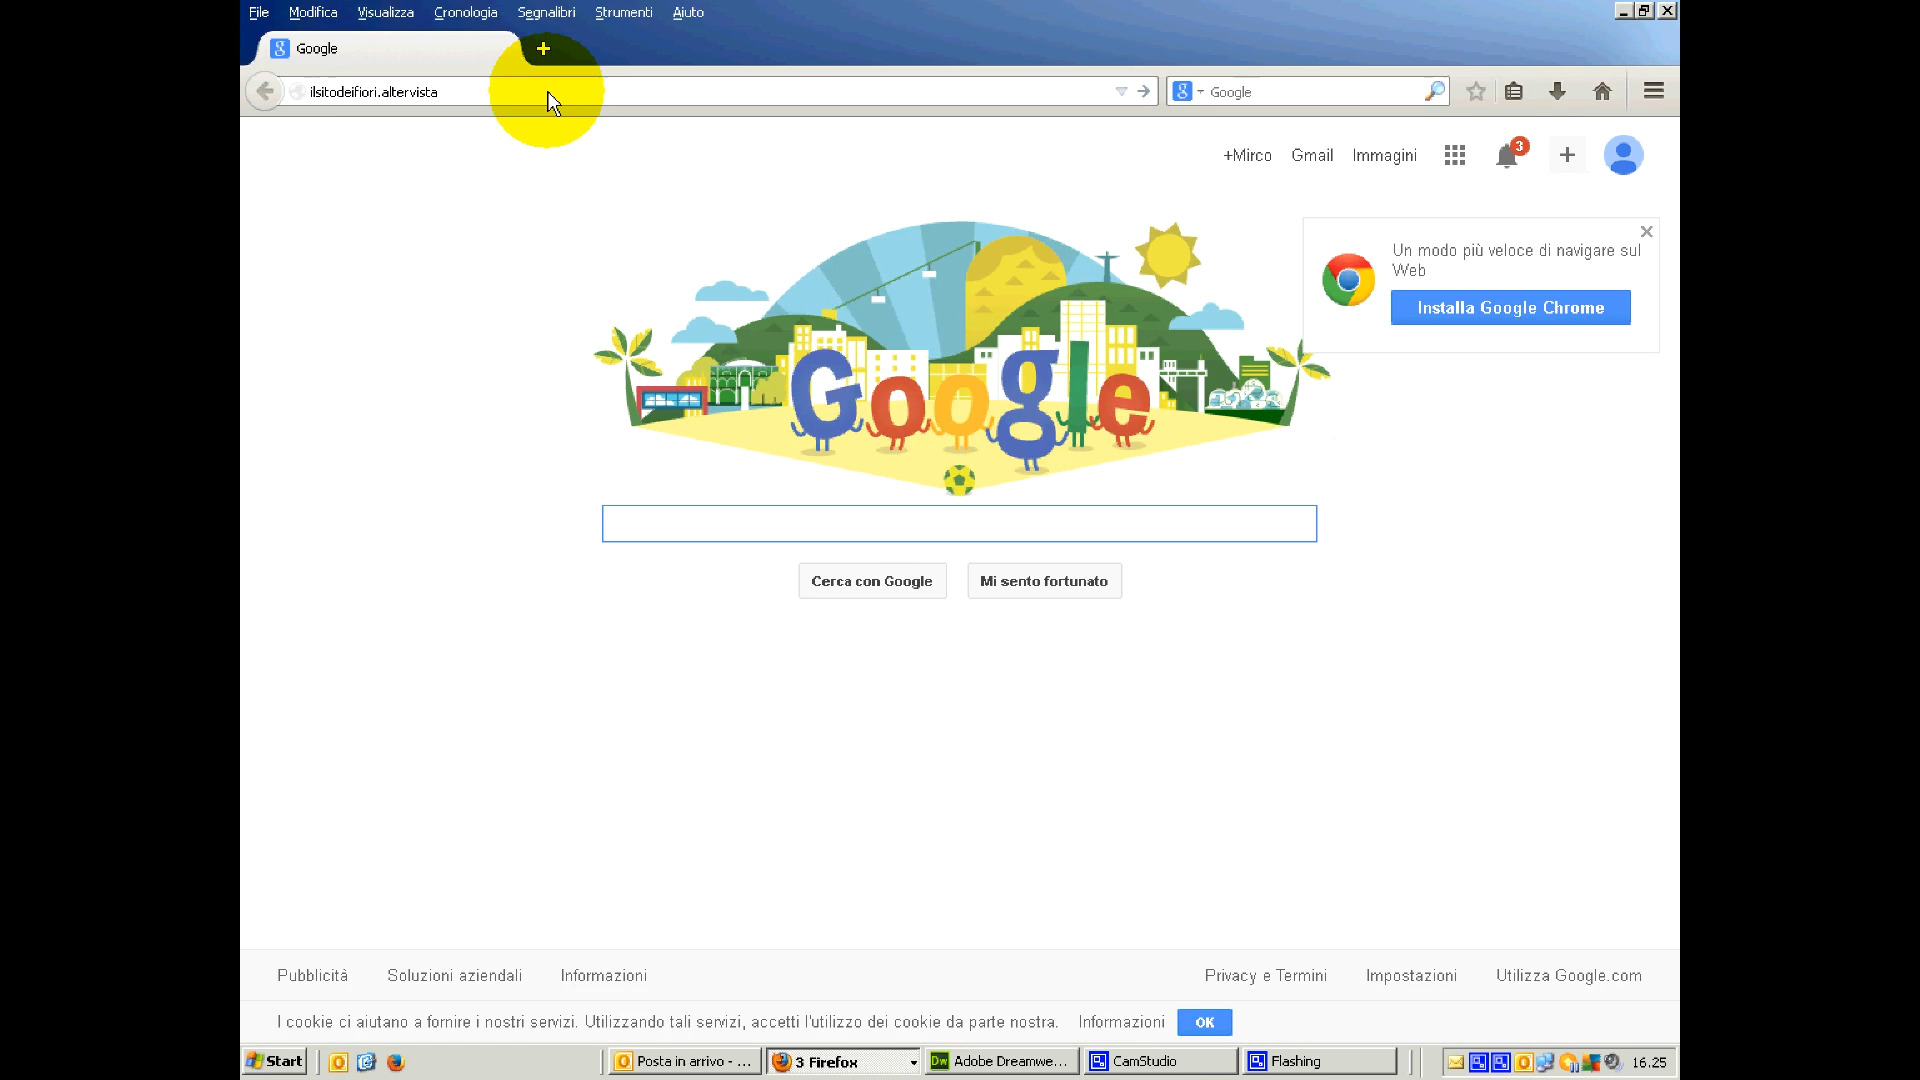 File Modifica Visualizza Cronologia Segnalibri Strumenti Aiuto
Google
ilsitodeifiori.altervista
Google
+Mirco Gmail Immagini 3
Un modo più veloce di navigare sul
Web
Installa Google Chrome
Google
Cerca con Google Mi sento fortunato
Pubblicità Soluzioni aziendali Informazioni Privacy e Termini Impostazioni Utilizza Google.com
I cookie ci aiutano a fornire i nostri servizi. Utilizzando tali servizi, accetti l'utilizzo dei cookie da parte nostra. Informazioni OK
Start Posta in arrivo - ... 3 Firefox Dw Adobe Dreamwe... CamStudio Flashing 16.25